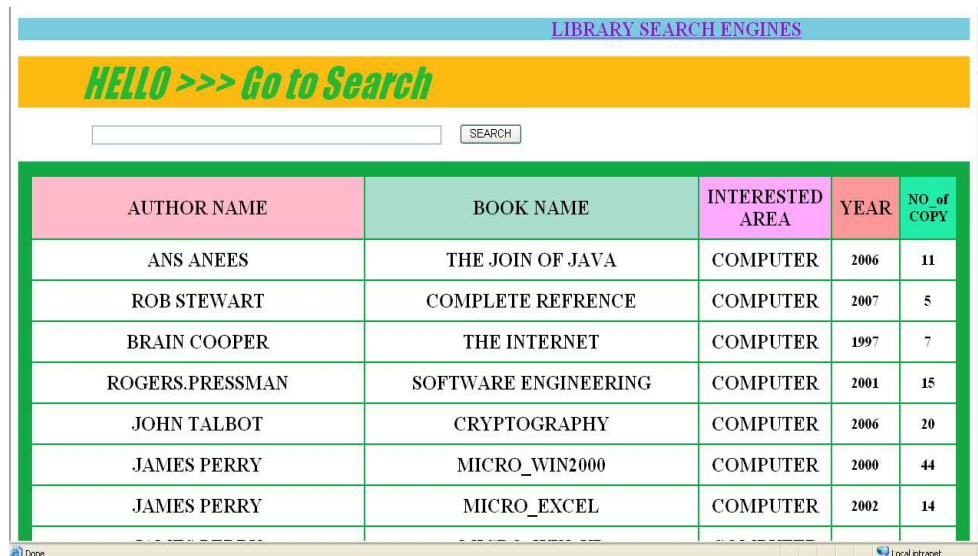 LIBRARY SEARCH ENGINES
HELLO >>> Go to Search
SEARCH
AUTHOR NAME BOOK NAME INTERESTED AREA YEAR NO_of COPY
ANS ANEES THE JOIN OF JAVA COMPUTER 2006 11
ROB STEWART COMPLETE REFRENCE COMPUTER 2007 5
BRAIN COOPER THE INTERNET COMPUTER 1997 7
ROGERS.PRESSMAN SOFTWARE ENGINEERING COMPUTER 2001 15
JOHN TALBOT CRYPTOGRAPHY COMPUTER 2006 20
JAMES PERRY MICRO_WIN2000 COMPUTER 2000 44
JAMES PERRY MICRO_EXCEL COMPUTER 2002 14
Done Local intranet